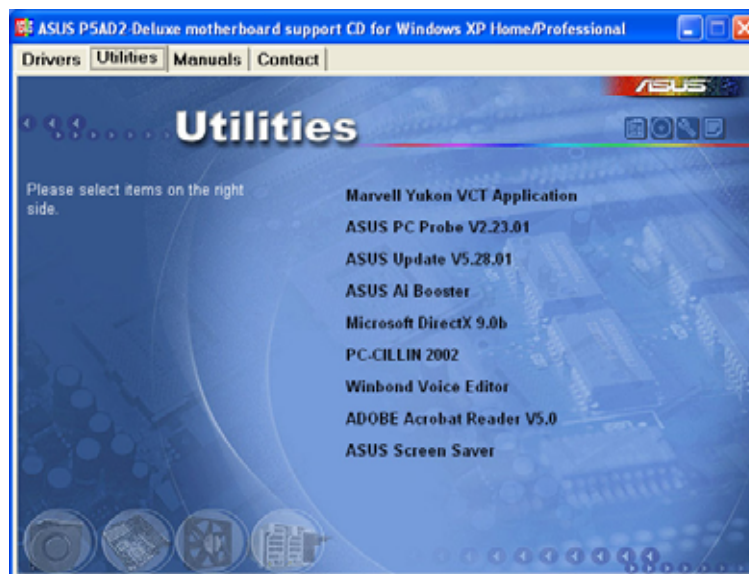 ASUS P5AD2-Deluxe motherboard support CD for Windows XP Home/Professional
Drivers Utilities Manuals Contact
ASUS
Utilities
Please select items on the right
side.
Marvell Yukon VCT Application
ASUS PC Probe V2.23.01
ASUS Update V5.28.01
ASUS AI Booster
Microsoft DirectX 9.0b
PC-CILLIN 2002
Winbond Voice Editor
ADOBE Acrobat Reader V5.0
ASUS Screen Saver